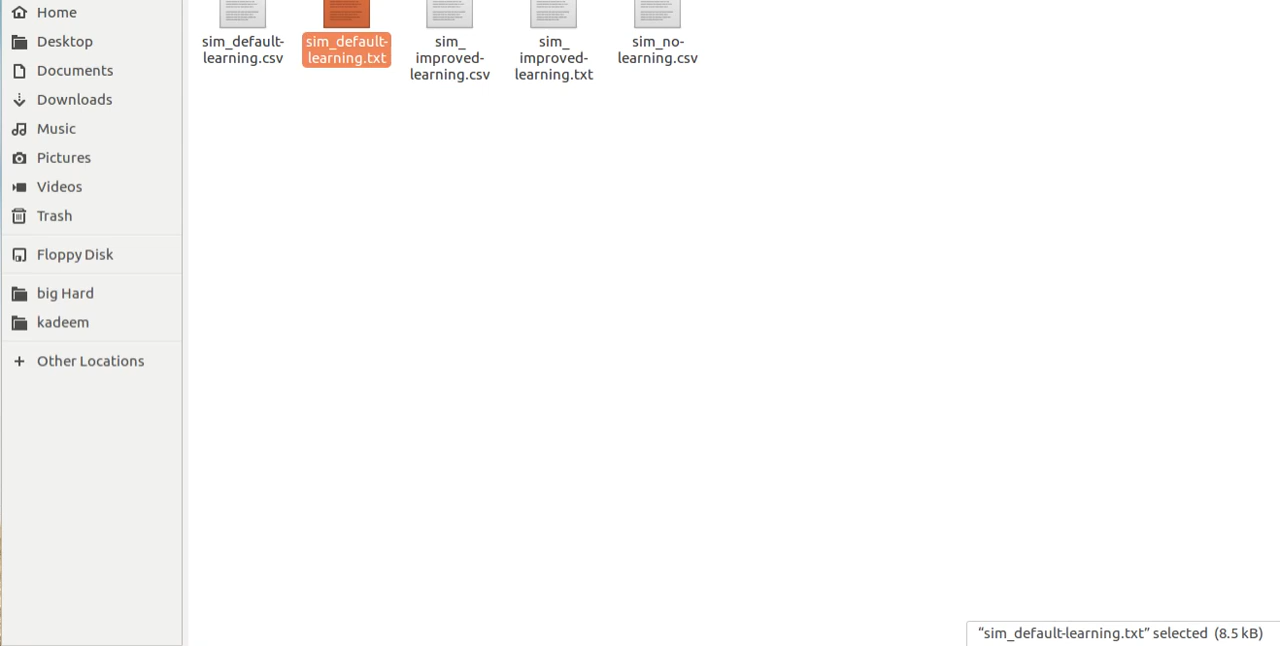 Home
Desktop
Documents
Downloads
Music
Pictures
Videos
Trash
Floppy Disk
big Hard
kadeem
Other Locations
sim_default-
learning.csv
sim_default-
learning.txt
sim_
improved-
learning.csv
sim_
improved-
learning.txt
sim_no-
learning.csv
“sim_default-learning.txt” selected (8.5 kB)